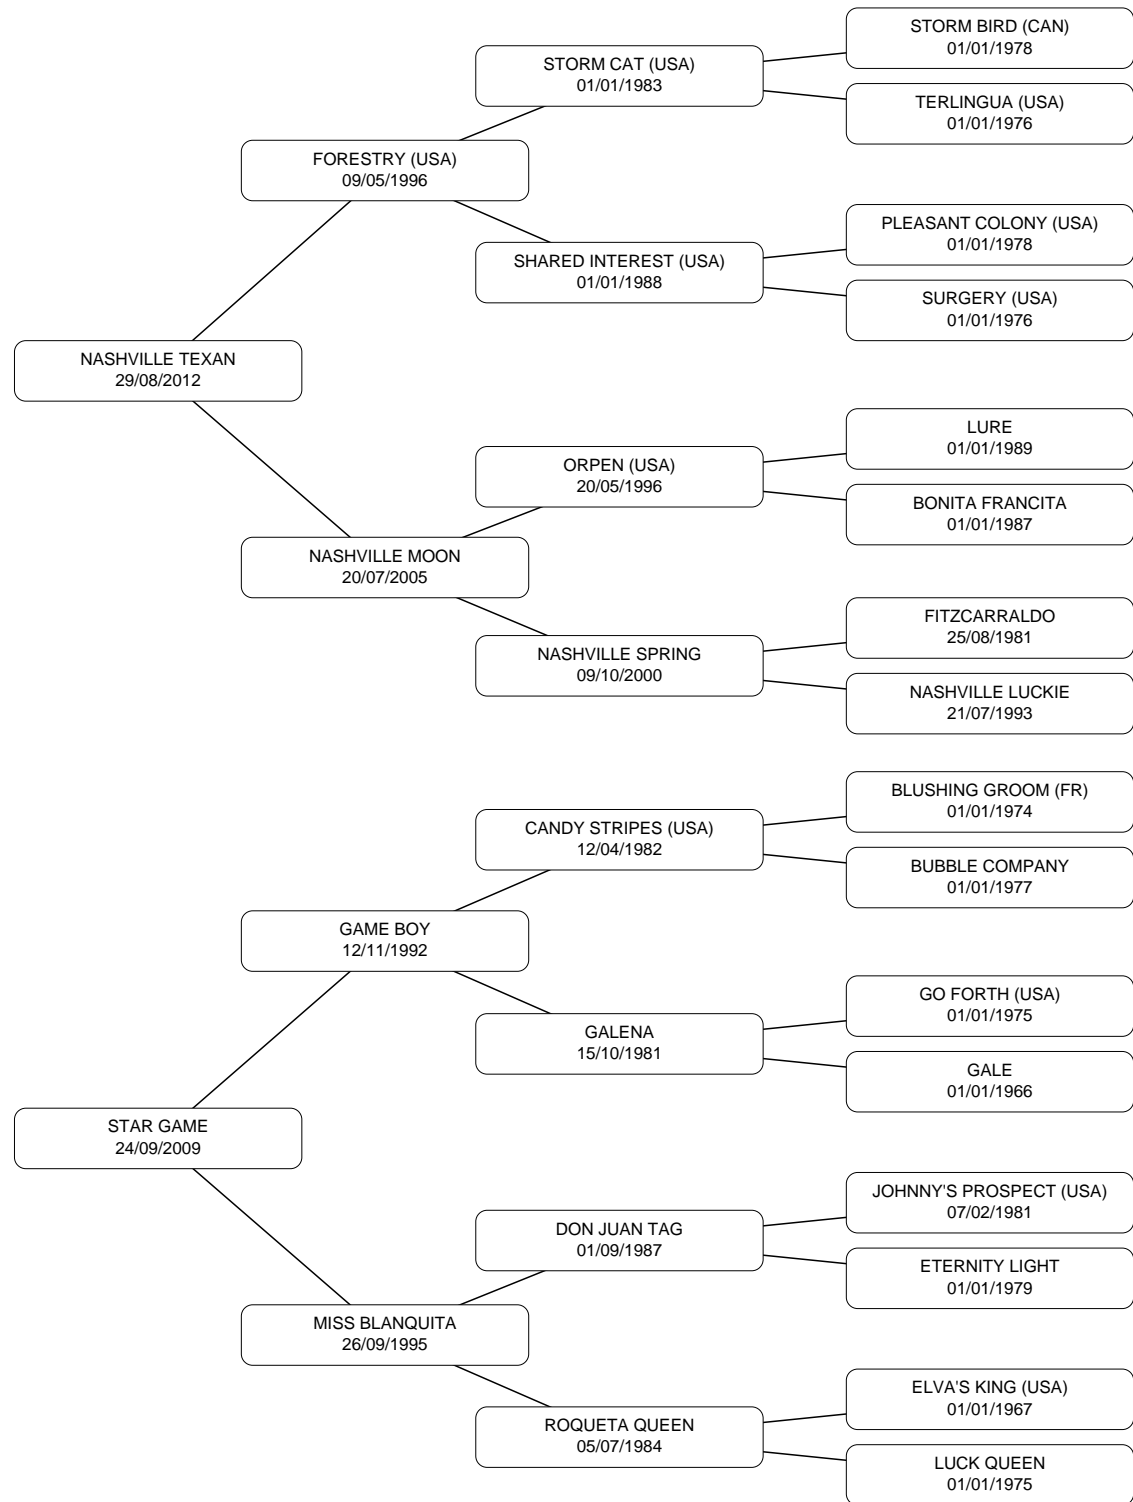 STORM BIRD (CAN)
01/01/1978
STORM CAT (USA)
01/01/1983
TERLINGUA (USA)
01/01/1976
FORESTRY (USA)
09/05/1996
PLEASANT COLONY (USA)
01/01/1978
SHARED INTEREST (USA)
01/01/1988
SURGERY (USA)
01/01/1976
NASHVILLE TEXAN
29/08/2012
LURE
01/01/1989
ORPEN (USA)
20/05/1996
BONITA FRANCITA
01/01/1987
NASHVILLE MOON
20/07/2005
FITZCARRALDO
25/08/1981
NASHVILLE SPRING
09/10/2000
NASHVILLE LUCKIE
21/07/1993
BLUSHING GROOM (FR)
01/01/1974
CANDY STRIPES (USA)
12/04/1982
BUBBLE COMPANY
01/01/1977
GAME BOY
12/11/1992
GO FORTH (USA)
01/01/1975
GALENA
15/10/1981
GALE
01/01/1966
STAR GAME
24/09/2009
JOHNNY'S PROSPECT (USA)
07/02/1981
DON JUAN TAG
01/09/1987
ETERNITY LIGHT
01/01/1979
MISS BLANQUITA
26/09/1995
ELVA'S KING (USA)
01/01/1967
ROQUETA QUEEN
05/07/1984
LUCK QUEEN
01/01/1975